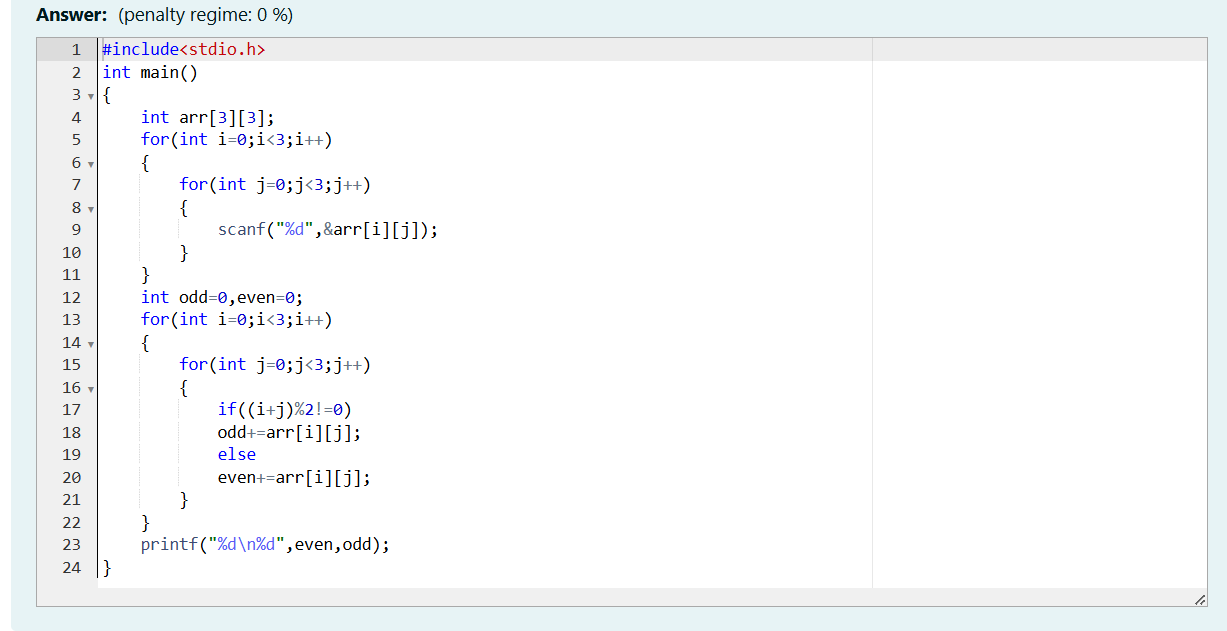 Answer: (penalty regime: 0 %)
1 #include<stdio.h>
2 int main()
3 {
4     int arr[3][3];
5     for(int i=0;i<3;i++)
6     {
7         for(int j=0;j<3;j++)
8         {
9             scanf("%d",&arr[i][j]);
10         }
11     }
12     int odd=0,even=0;
13     for(int i=0;i<3;i++)
14     {
15         for(int j=0;j<3;j++)
16         {
17             if((i+j)%2!=0)
18             odd+=arr[i][j];
19             else
20             even+=arr[i][j];
21         }
22     }
23     printf("%d\n%d",even,odd);
24 }